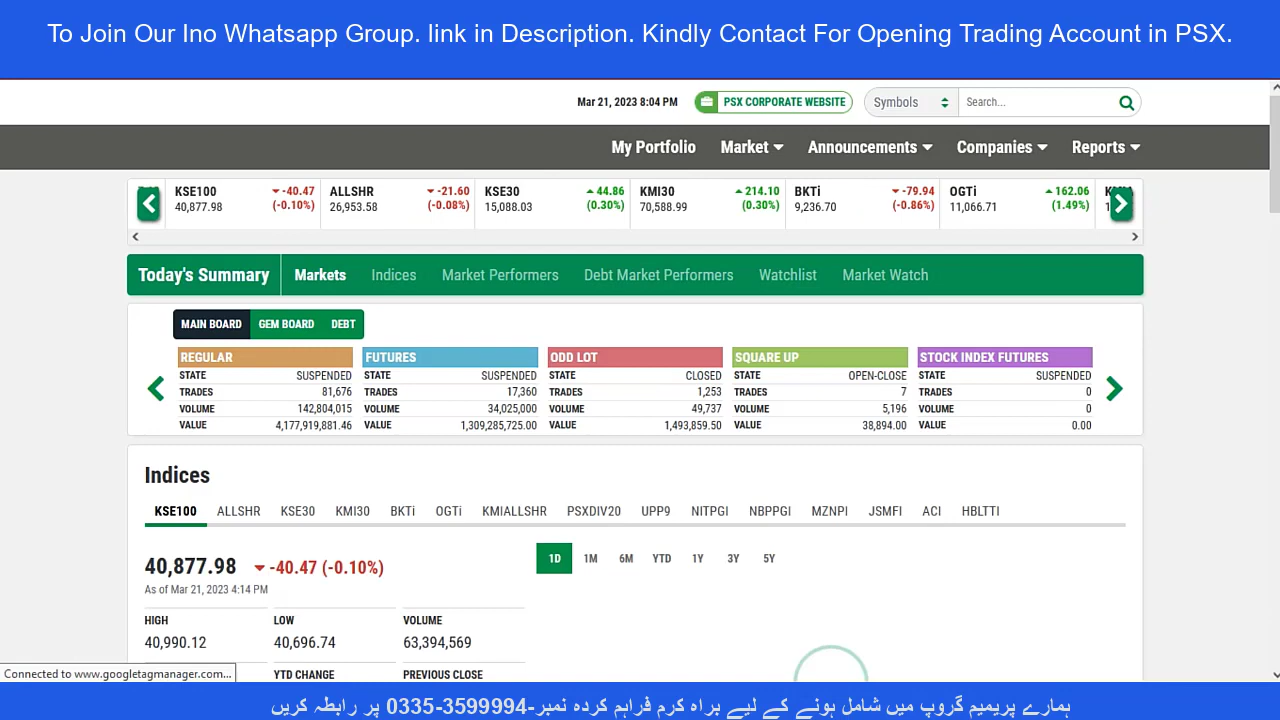 To Join Our Ino Whatsapp Group. link in Description. Kindly Contact For Opening Trading Account in PSX.
Mar 21, 2023 8:04 PM PSX CORPORATE WEBSITE Symbols Search...
My Portfolio Market Announcements Companies Reports
KSE100 -40.47 ALLSHR -21.60 KSE30 44.86 KMI30 214.10 BKTi -79.94 OGTi 162.06
40,877.98 (-0.10%) 26,953.58 (-0.08%) 15,088.03 (0.30%) 70,588.99 (0.30%) 9,236.70 (-0.86%) 11,066.71 (1.49%)
Today's Summary Markets Indices Market Performers Debt Market Performers Watchlist Market Watch
MAIN BOARD GEM BOARD DEBT
REGULAR FUTURES ODD LOT SQUARE UP STOCK INDEX FUTURES
STATE SUSPENDED STATE SUSPENDED STATE CLOSED STATE OPEN-CLOSE STATE SUSPENDED
TRADES 81,676 TRADES 17,360 TRADES 1,253 TRADES 7 TRADES 0
VOLUME 142,804,015 VOLUME 34,025,000 VOLUME 49,737 VOLUME 5,196 VOLUME 0
VALUE 4,177,919,881.46 VALUE 1,309,285,725.00 VALUE 1,493,859.50 VALUE 38,894.00 VALUE 0.00
Indices
KSE100 ALLSHR KSE30 KMI30 BKTi OGTi KMIALLSHR PSXDIV20 UPP9 NITPGI NBPPGI MZNPI JSMFI ACI HBLTTI
40,877.98 -40.47 (-0.10%) 1D 1M 6M YTD 1Y 3Y 5Y
As of Mar 21, 2023 4:14 PM
HIGH LOW VOLUME
40,990.12 40,696.74 63,394,569
Connected to www.googletagmanager.com... YTD CHANGE PREVIOUS CLOSE
ہمارے پریمیم گروپ میں شامل ہونے کے لیے براہ کرم فراہم کردہ نمبر-0335-3599994 پر رابطہ کریں